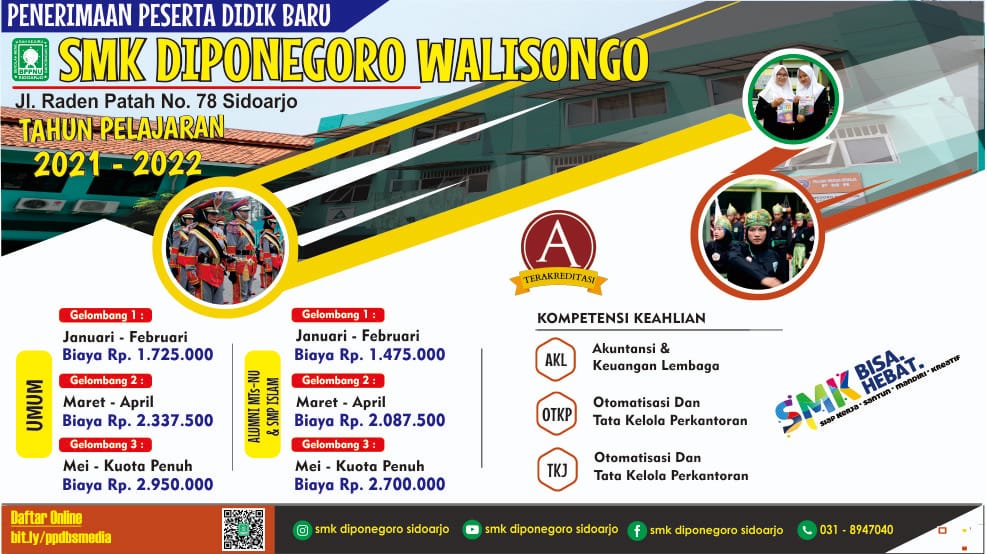 PENERIMAAN PESERTA DIDIK BARU
BPPNU
SIDOARJO
SMK DIPONEGORO WALISONGO
Jl. Raden Patah No. 78 Sidoarjo
TAHUN PELAJARAN
2021 - 2022
A
TERAKREDITASI
UMUM
Gelombang 1 :
Januari - Februari
Biaya Rp. 1.725.000
Gelombang 2 :
Maret - April
Biaya Rp. 2.337.500
Gelombang 3 :
Mei - Kuota Penuh
Biaya Rp. 2.950.000
ALUMNI MTs-NU
& SMP ISLAM
Gelombang 1 :
Januari - Februari
Biaya Rp. 1.475.000
Gelombang 2 :
Maret - April
Biaya Rp. 2.087.500
Gelombang 3 :
Mei - Kuota Penuh
Biaya Rp. 2.700.000
KOMPETENSI KEAHLIAN
AKL
Akuntansi &
Keuangan Lembaga
OTKP
Otomatisasi Dan
Tata Kelola Perkantoran
TKJ
Otomatisasi Dan
Tata Kelola Perkantoran
SMK BISA.
HEBAT.
SIAP KERJA • SANTUN • MANDIRI • KREATIF
Daftar Online
bit.ly/ppdbsmedia
smk diponegoro sidoarjo
smk diponegoro sidoarjo
smk diponegoro sidoarjo
031 - 8947040